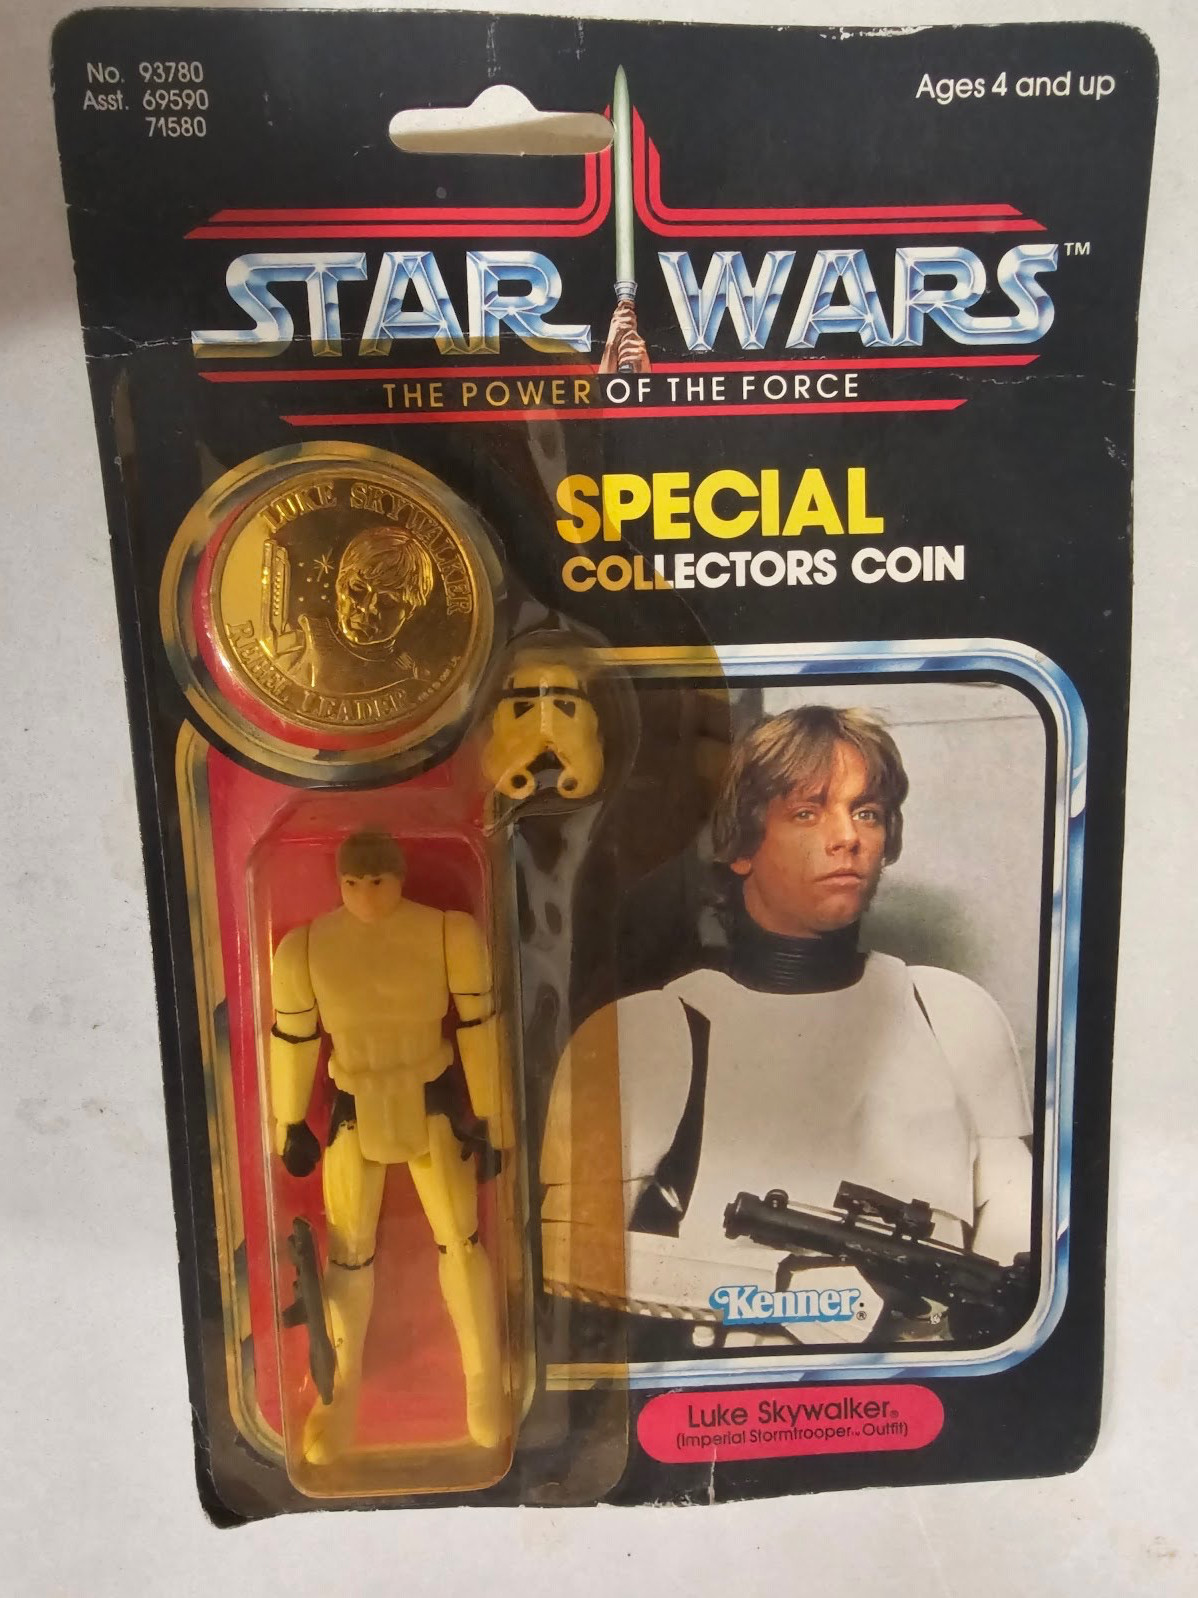 No. 93780
Asst. 69590
71580
Ages 4 and up
STAR WARS™
THE POWER OF THE FORCE
SPECIAL
COLLECTORS COIN
LUKE SKYWALKER
REBEL LEADER
Kenner®
Luke Skywalker®
(Imperial Stormtrooper™ Outfit)